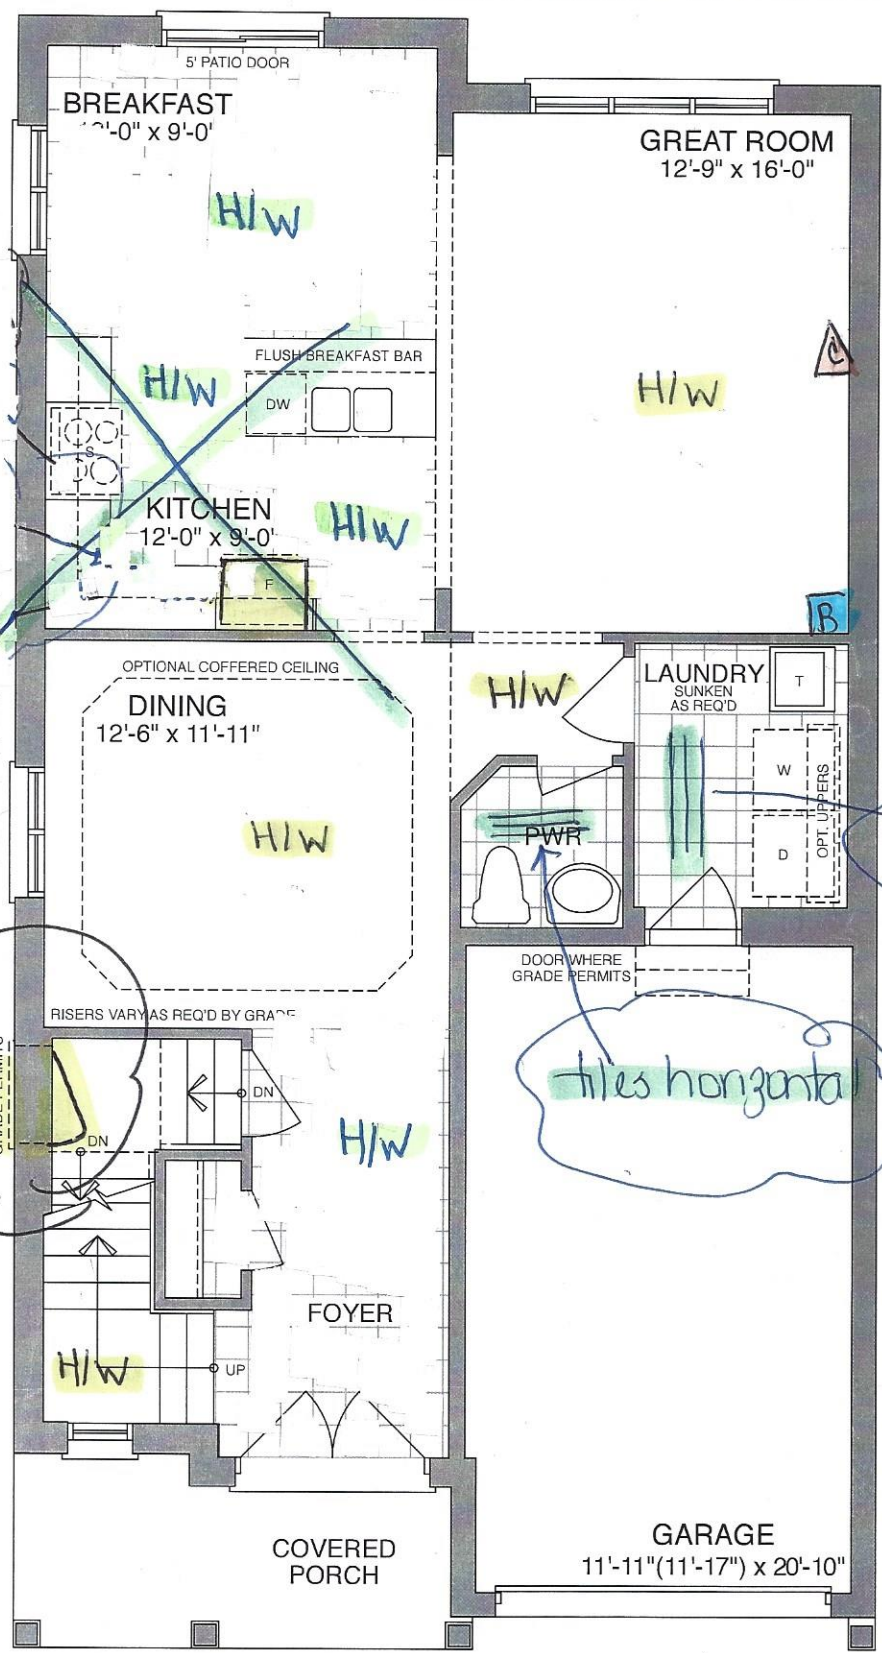 5' PATIO DOOR
BREAKFAST
'-0" x 9'-0'
GREAT ROOM
12'-9" x 16'-0"
H/W
C
FLUSH BREAKFAST BAR
H/W
H/W
DW
S
KITCHEN
12'-0" x 9'-0'
H/W
F
B
OPTIONAL COFFERED CEILING
DINING
12'-6" x 11'-11"
H/W
LAUNDRY
SUNKEN
AS REQ'D
T
W
D
OPT. UPPERS
H/W
PWR
DOOR WHERE
GRADE PERMITS
RISERS VARY AS REQ'D BY GRADE
tiles horizontal
DN
DN
H/W
FOYER
H/W
UP
COVERED
PORCH
GARAGE
11'-11"(11'-17") x 20'-10"